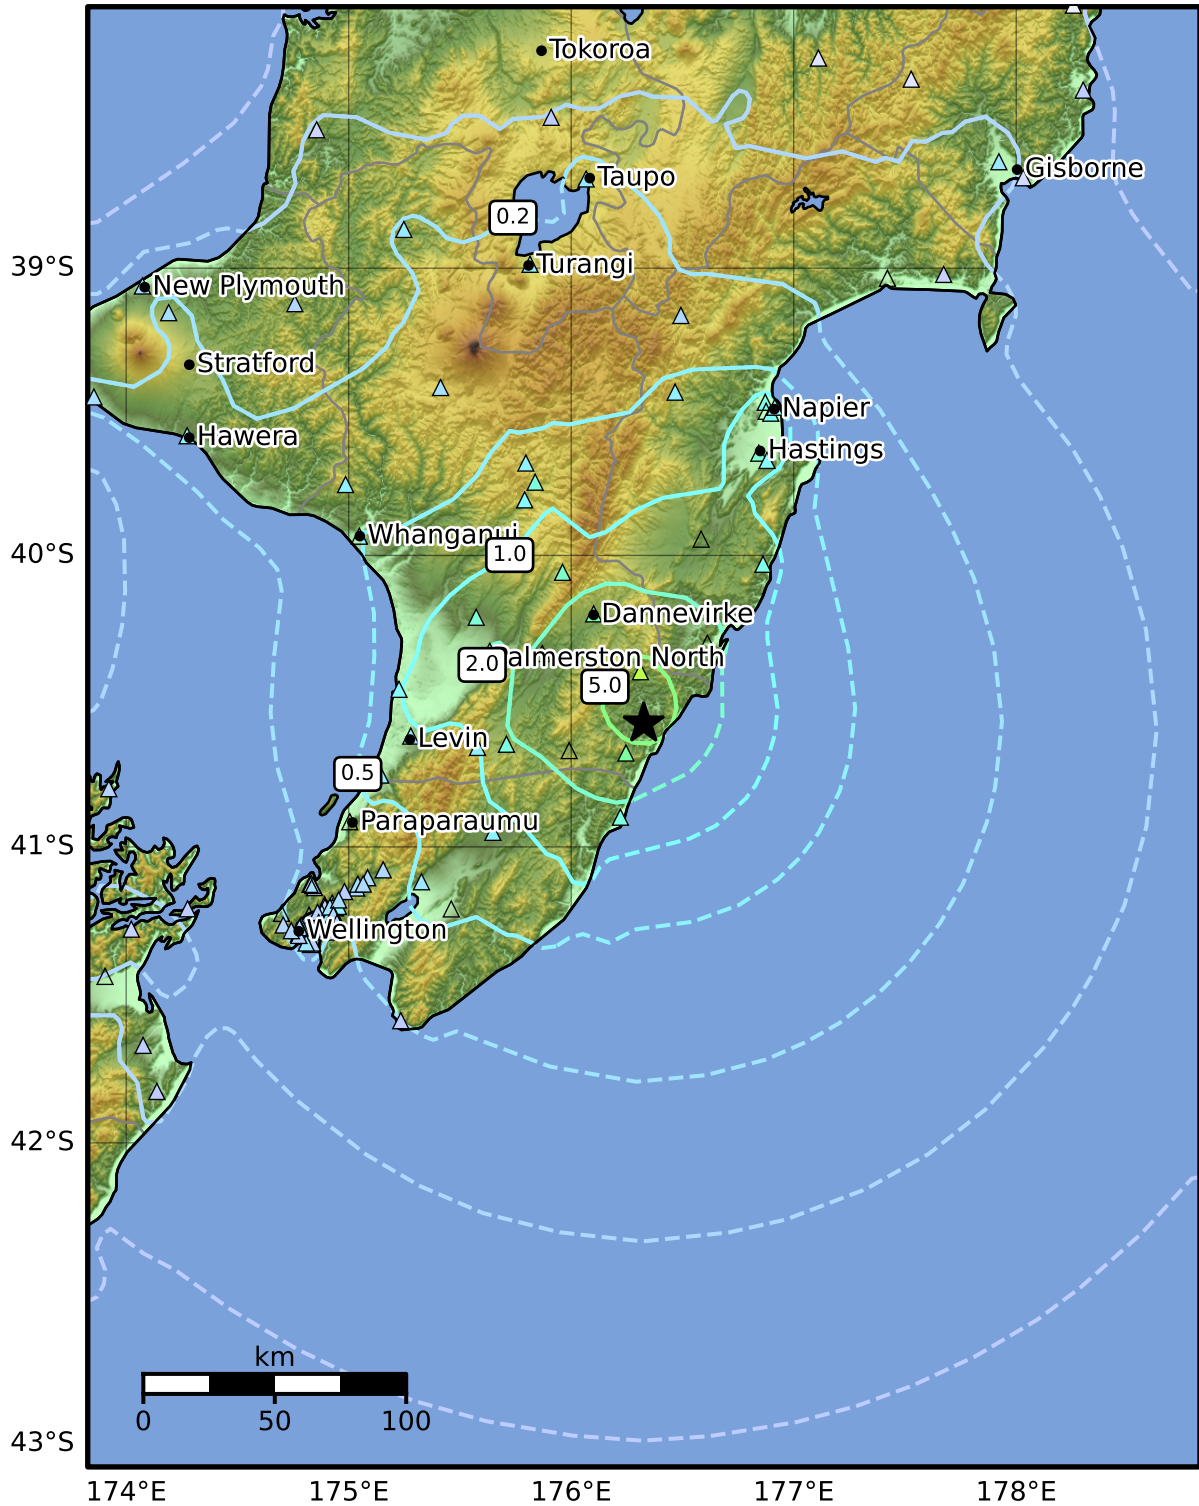 Tokoroa
Taupo
Gisborne
0.2
39°S
Turangi
New Plymouth
Stratford
Napier
Hawera
Hastings
Whanganui
40°S
1.0
Dannevirke
2.0
almerston North
5.0
Levin
0.5
Paraparaumu
41°S
Wellington
42°S
km
0 50 100
43°S
174°E 175°E 176°E 177°E 178°E